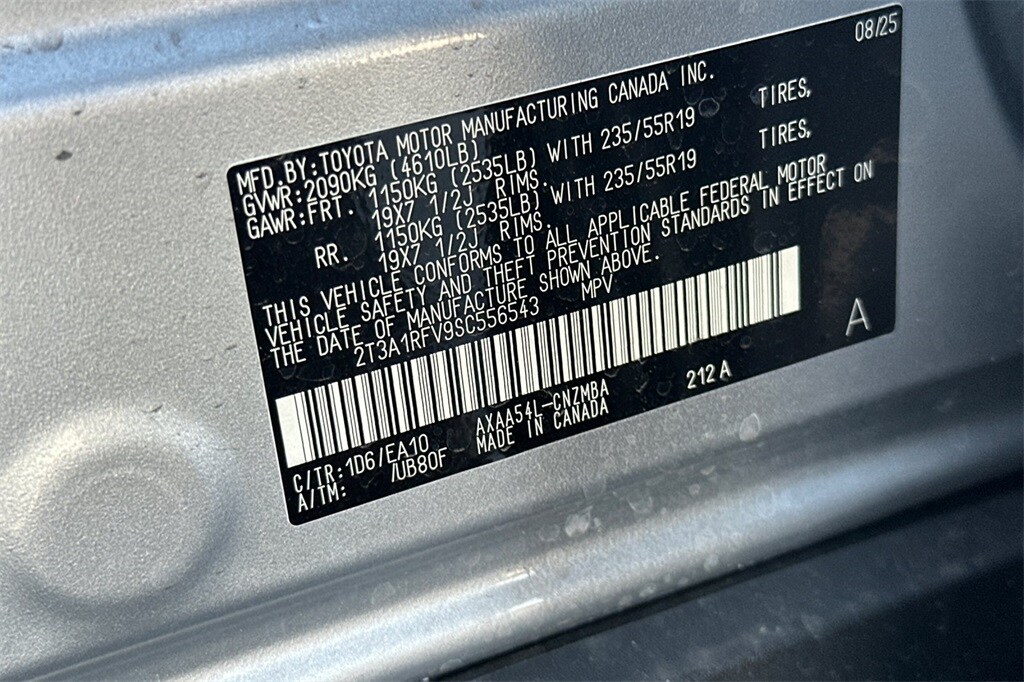 08/25
MFD. BY:TOYOTA MOTOR MANUFACTURING CANADA INC.
GVWR:2090KG (4610LB)
GAWR:FRT. 1150KG (2535LB) WITH 235/55R19 TIRES,
19X7 1/2J RIMS.
RR. 1150KG (2535LB) WITH 235/55R19 TIRES,
19X7 1/2J RIMS.
THIS VEHICLE CONFORMS TO ALL APPLICABLE FEDERAL MOTOR
VEHICLE SAFETY AND THEFT PREVENTION STANDARDS IN EFFECT ON
THE DATE OF MANUFACTURE SHOWN ABOVE.
2T3A1RFV9SC556543 MPV
A
C/TR:1D6/EA10 AXAA54L-CNZMBA 212A
A/TM: /UB80F MADE IN CANADA